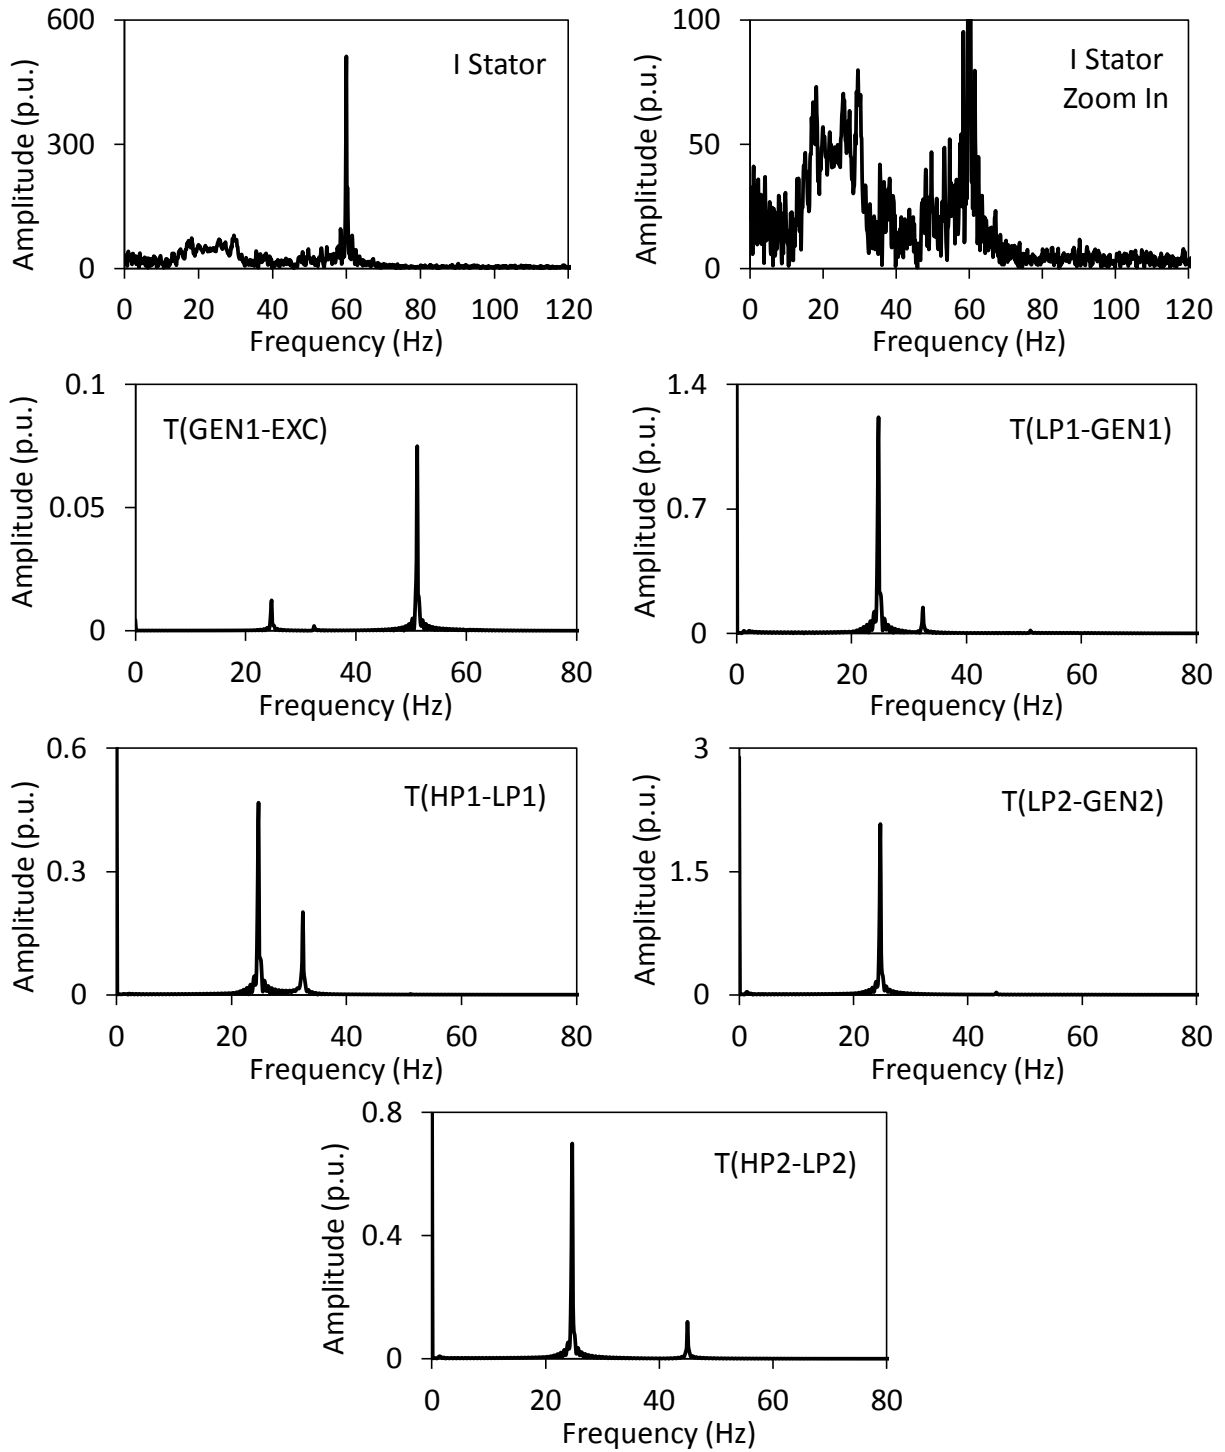 600
300
0
0 20 40 60 80 100 120
Amplitude (p.u.)
Frequency (Hz)
I Stator
100
50
0
0 20 40 60 80 100 120
Amplitude (p.u.)
Frequency (Hz)
I Stator
Zoom In
0.1
0.05
0
0 20 40 60 80
Amplitude (p.u.)
Frequency (Hz)
T(GEN1-EXC)
1.4
0.7
0
0 20 40 60 80
Amplitude (p.u.)
Frequency (Hz)
T(LP1-GEN1)
0.6
0.3
0
0 20 40 60 80
Amplitude (p.u.)
Frequency (Hz)
T(HP1-LP1)
3
1.5
0
0 20 40 60 80
Amplitude (p.u.)
Frequency (Hz)
T(LP2-GEN2)
0.8
0.4
0
0 20 40 60 80
Amplitude (p.u.)
Frequency (Hz)
T(HP2-LP2)